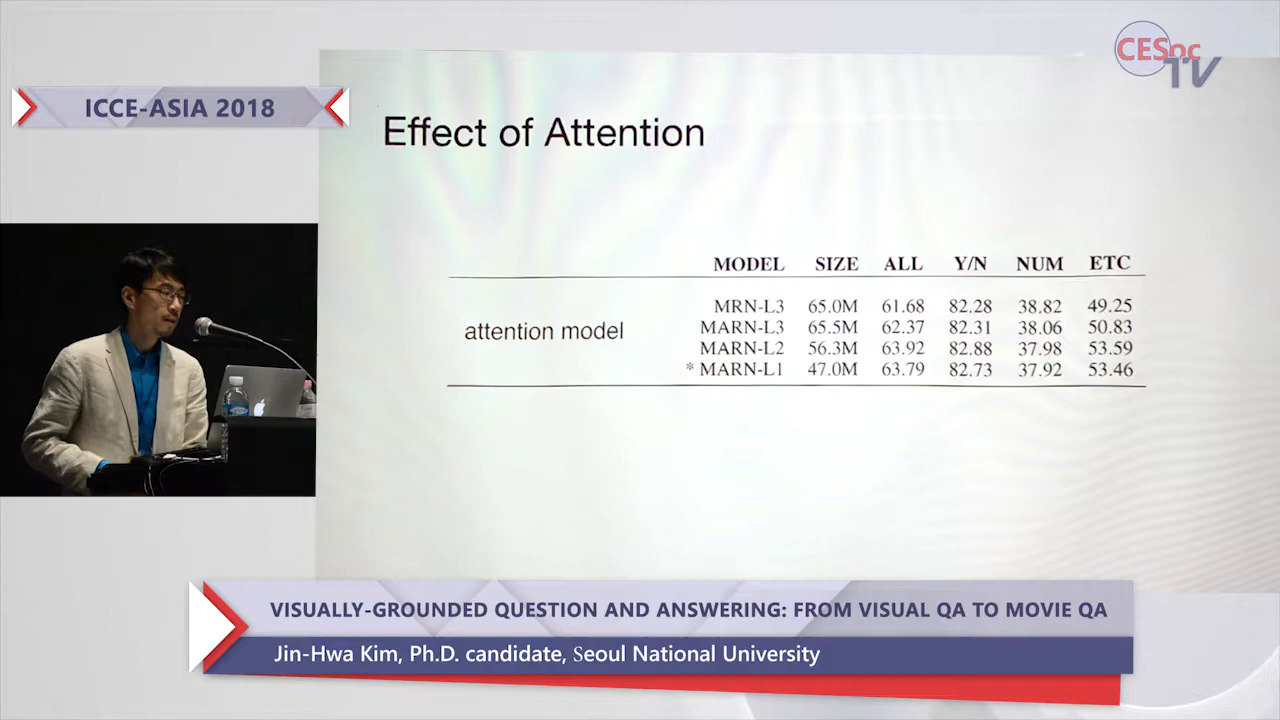 CESoc
TV
ICCE-ASIA 2018
Effect of Attention
MODEL SIZE ALL Y/N NUM ETC
attention model
MRN-L3 65.0M 61.68 82.28 38.82 49.25
MARN-L3 65.5M 62.37 82.31 38.06 50.83
MARN-L2 56.3M 63.92 82.88 37.98 53.59
* MARN-L1 47.0M 63.79 82.73 37.92 53.46
VISUALLY-GROUNDED QUESTION AND ANSWERING: FROM VISUAL QA TO MOVIE QA
Jin-Hwa Kim, Ph.D. candidate, Seoul National University